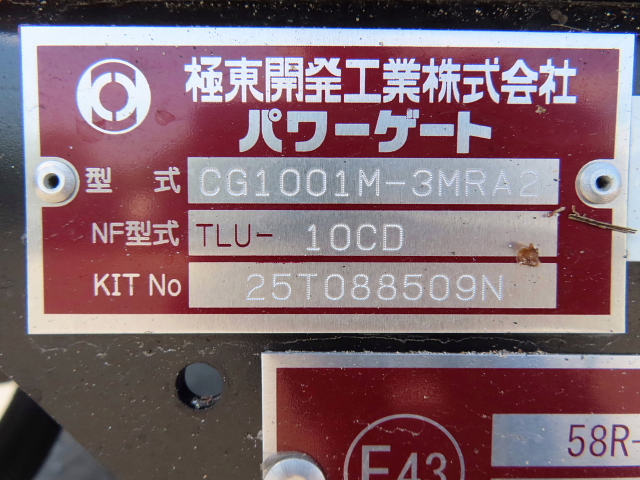 極東開発工業株式会社
パワーゲート
型 式 CG1001M-3MRA2
NF型式 TLU- 10CD
KIT No 25T088509N
58R-
E43